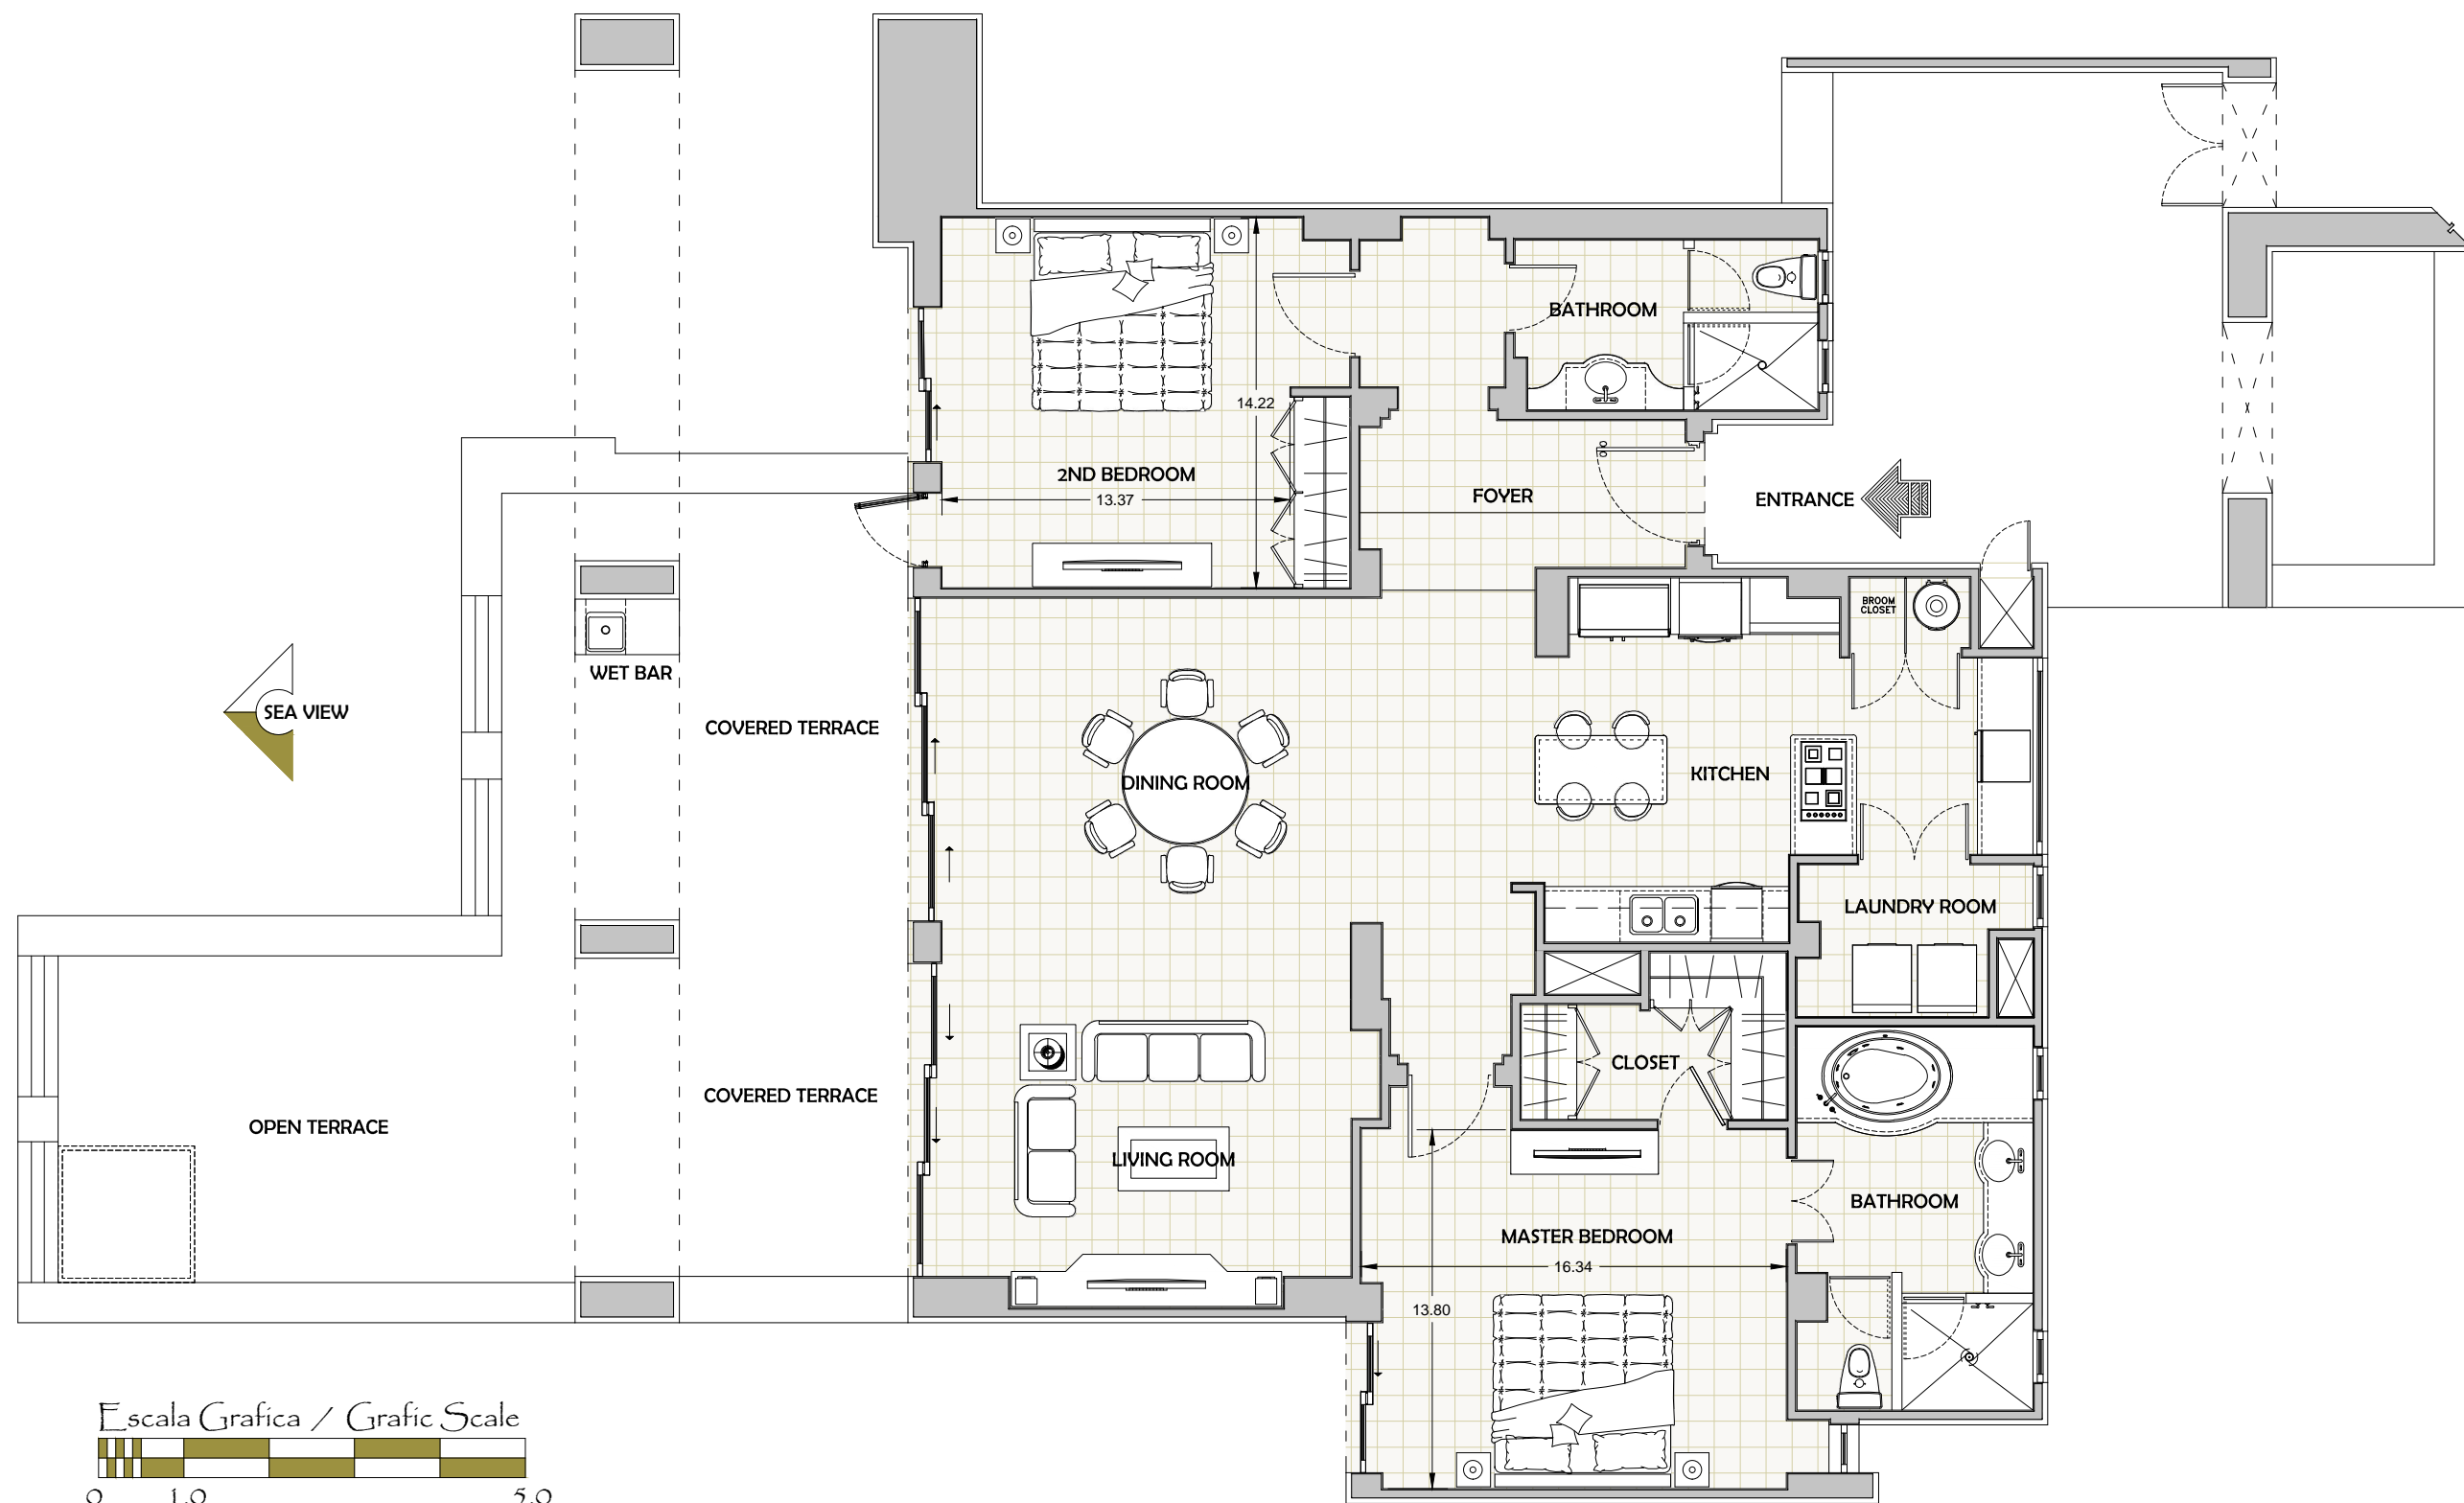 BATHROOM
14.22
2ND BEDROOM
13.37
FOYER
ENTRANCE
BROOM
CLOSET
WET BAR
SEA VIEW
COVERED TERRACE
DINING ROOM
KITCHEN
LAUNDRY ROOM
CLOSET
COVERED TERRACE
OPEN TERRACE
LIVING ROOM
BATHROOM
MASTER BEDROOM
16.34
13.80
Escala Grafica / Grafic Scale
0 1.0 5.0